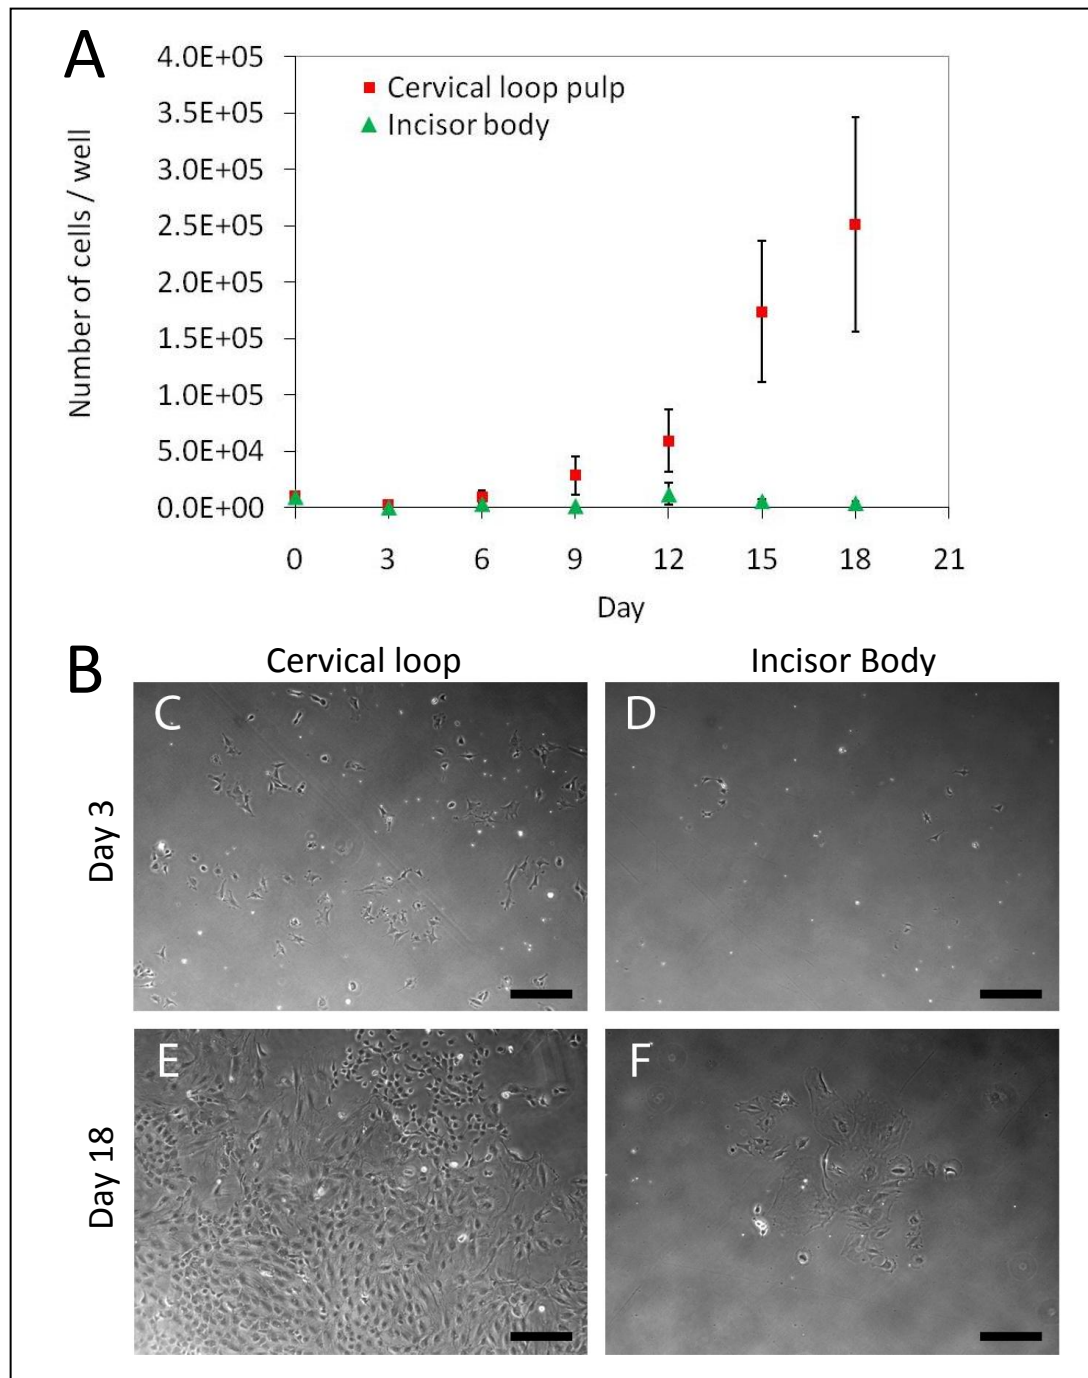 A
4.0E+05
3.5E+05
3.0E+05
2.5E+05
2.0E+05
1.5E+05
1.0E+05
5.0E+04
0.0E+00
Number of cells / well
Cervical loop pulp
Incisor body
0 3 6 9 12 15 18 21
Day
B
Cervical loop Incisor Body
Day 3
C D
Day 18
E F